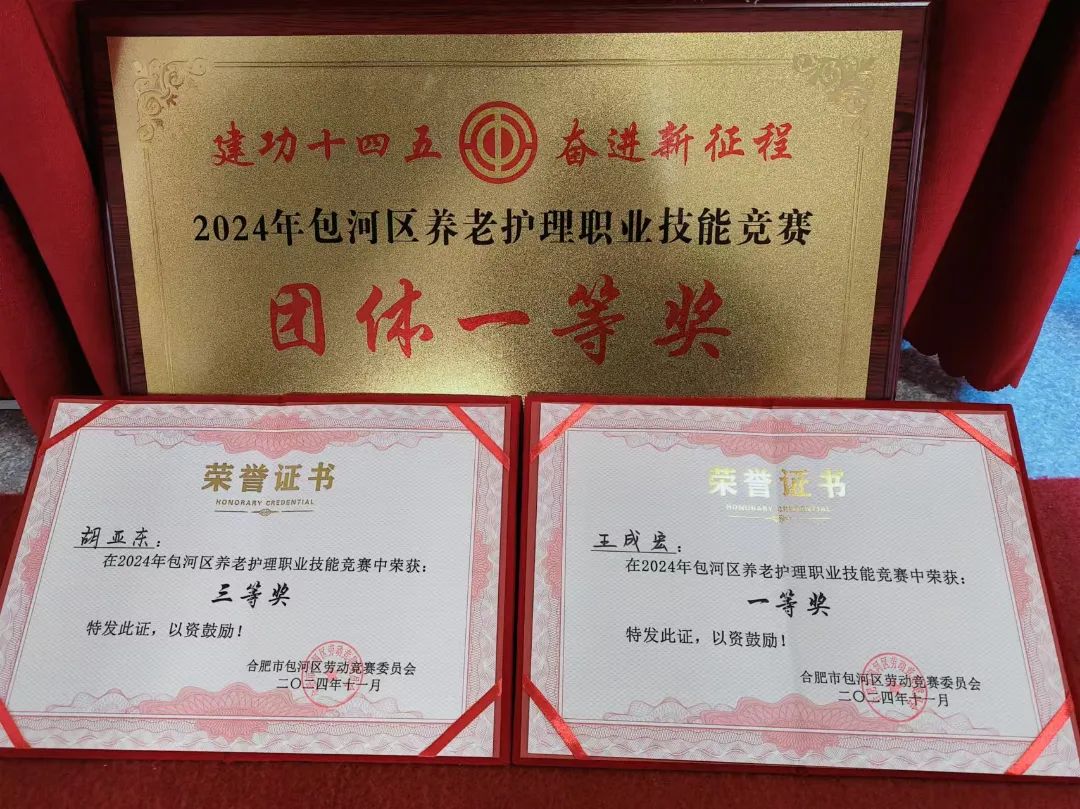 建功十四五 奋进新征程
2024年包河区养老护理职业技能竞赛
团体一等奖
荣誉证书
HONORARY CREDENTIAL
胡亚东:
在2024年包河区养老护理职业技能竞赛中荣获:
三等奖
特发此证,以资鼓励!
合肥市包河区劳动竞赛委员会
二〇二四年十一月
荣誉证书
HONORARY CREDENTIAL
王成宏:
在2024年包河区养老护理职业技能竞赛中荣获:
一等奖
特发此证,以资鼓励!
合肥市包河区劳动竞赛委员会
二〇二四年十一月